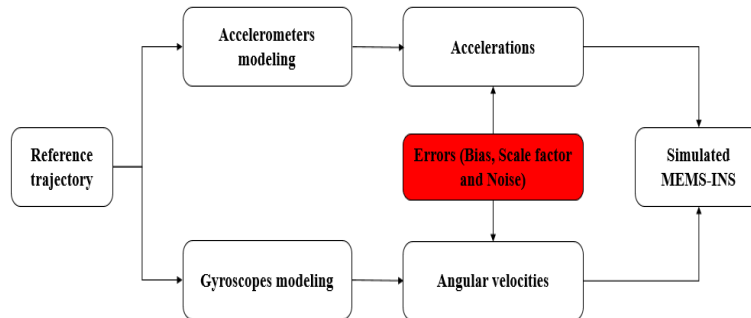 Accelerometers
modeling
Accelerations
Reference
trajectory
Errors (Bias, Scale factor
and Noise)
Simulated
MEMS-INS
Gyroscopes modeling
Angular velocities